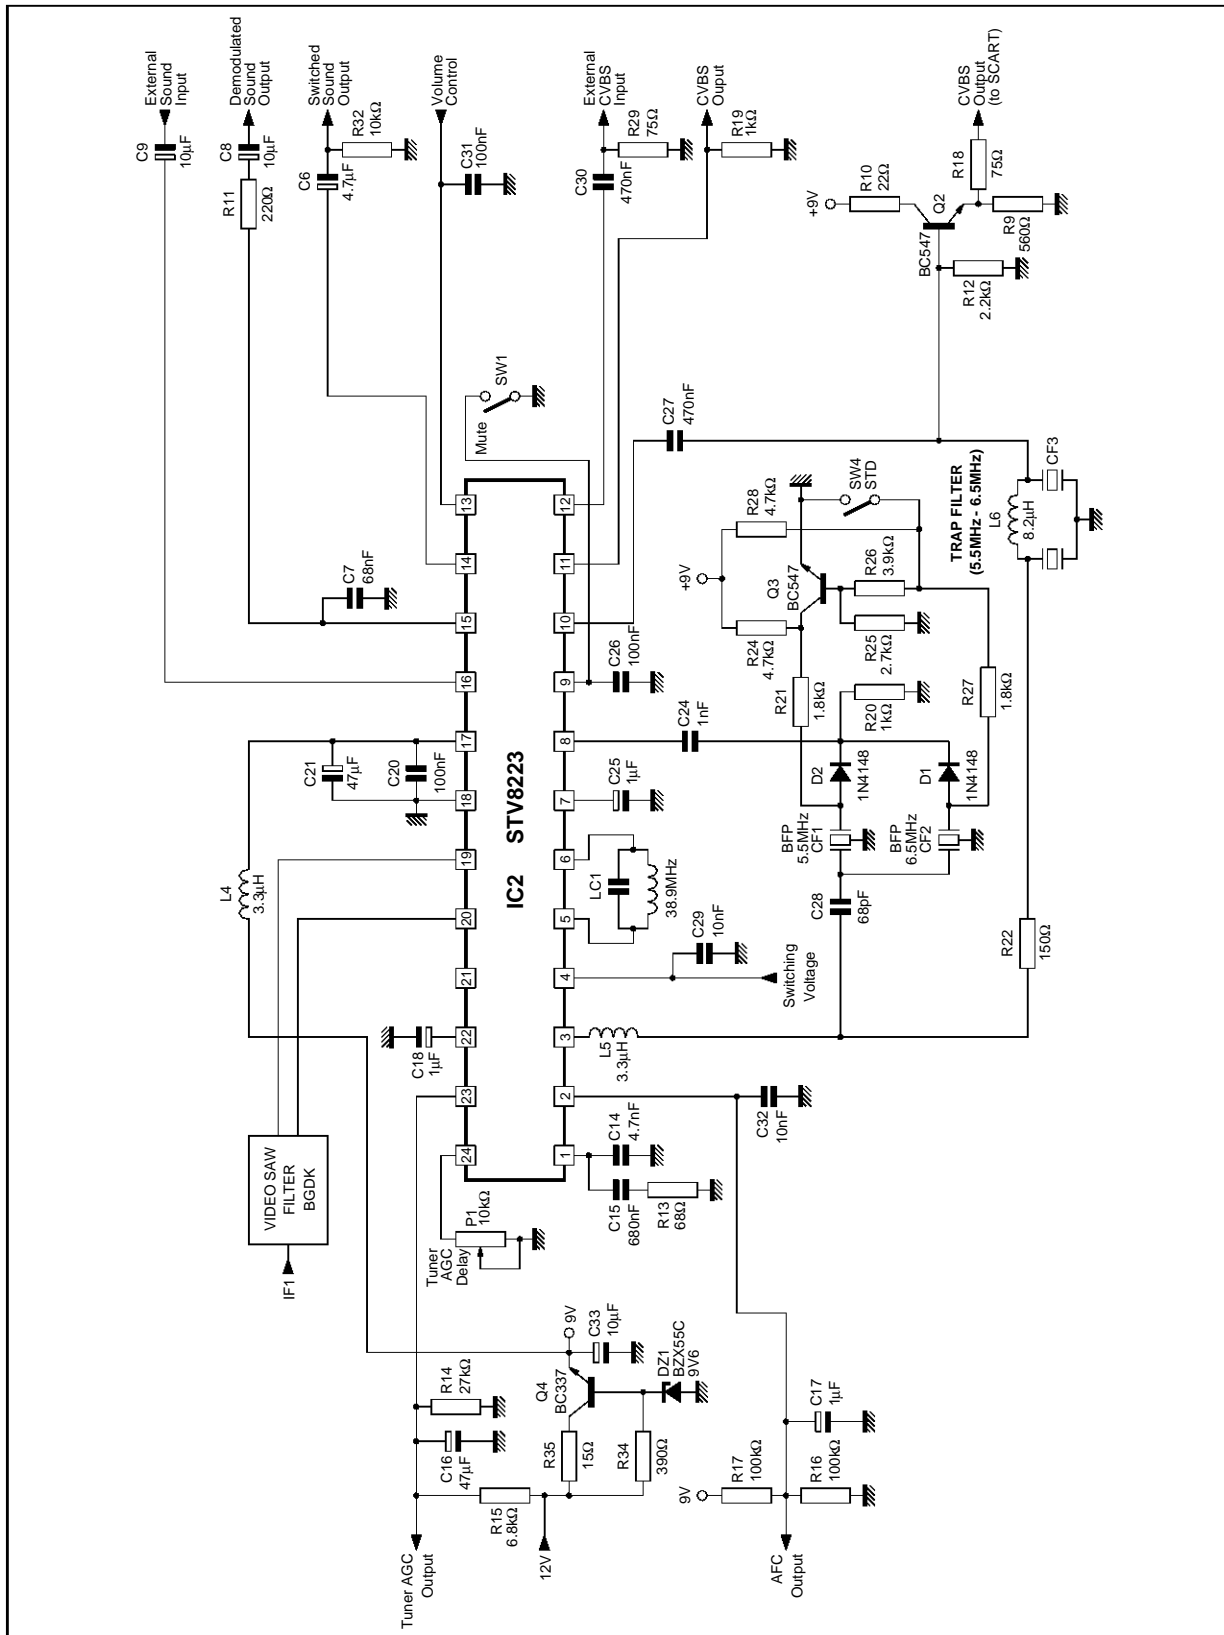 External
Sound
Input
C9
10µF
Demodulated
Sound
Output
C8
10µF
R11
220Ω
Switched
Sound
Output
R32
10kΩ
C6
4.7µF
Volume
Control
C31
100nF
External
CVBS
Input
R29
75Ω
C30
470nF
CVBS
Ouput
R19
1kΩ
CVBS
Output
(to SCART)
R18
75Ω
R10
22Ω
+9V
Q2
BC547
R9
560Ω
R12
2.2kΩ
SW1
Mute
C27
470nF
C7
68nF
C26
100nF
13
14
15
16
17
18
19
20
21
22
23
24
12
11
10
9
8
7
6
5
4
3
2
1
IC2 STV8223
SW4
STD
R28
4.7kΩ
+9V
Q3
BC547
R26
3.9kΩ
R24
4.7kΩ
R25
2.7kΩ
R21
1.8kΩ
R20
1kΩ
R27
1.8kΩ
TRAP FILTER
(5.5MHz - 6.5MHz)
L6
8.2µH
CF3
C24
1nF
C21
47µF
C20
100nF
C25
1µF
D2
1N4148
D1
1N4148
BFP
5.5MHz
CF1
BFP
6.5MHz
CF2
LC1
38.9MHz
C28
68pF
R22
150Ω
L4
3.3µH
C29
10nF
Switching
Voltage
C18
1µF
L5
3.3µH
C32
10nF
C14
4.7nF
C15
680nF
R13
68Ω
VIDEO SAW
FILTER
BGDK
IF1
P1
10kΩ
Tuner
AGC
Delay
9V
C33
10µF
Q4
BC337
DZ1
BZX55C
9V6
R14
27kΩ
C16
47µF
R35
15Ω
R34
390Ω
R15
6.8kΩ
12V
Tuner AGC
Output
C17
1µF
R17
100kΩ
R16
100kΩ
9V
AFC
Output